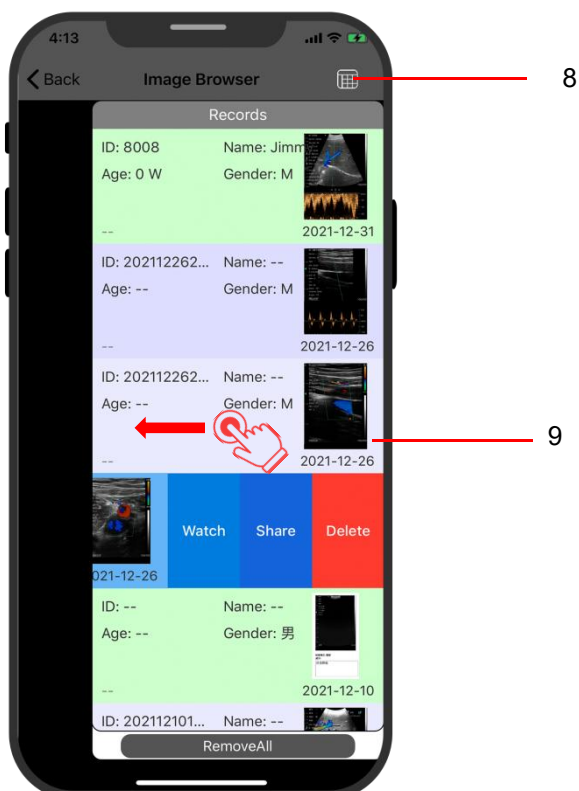 4:13
Back Image Browser
8
Records
ID: 8008 Name: Jimm
Age: 0 W Gender: M
-- 2021-12-31
ID: 202112262... Name: --
Age: -- Gender: M
-- 2021-12-26
ID: 202112262... Name: --
Age: -- Gender: M
9
-- 2021-12-26
Watch Share Delete
021-12-26
ID: -- Name: --
Age: -- Gender: 男
-- 2021-12-10
ID: 202112101... Name: --
RemoveAll